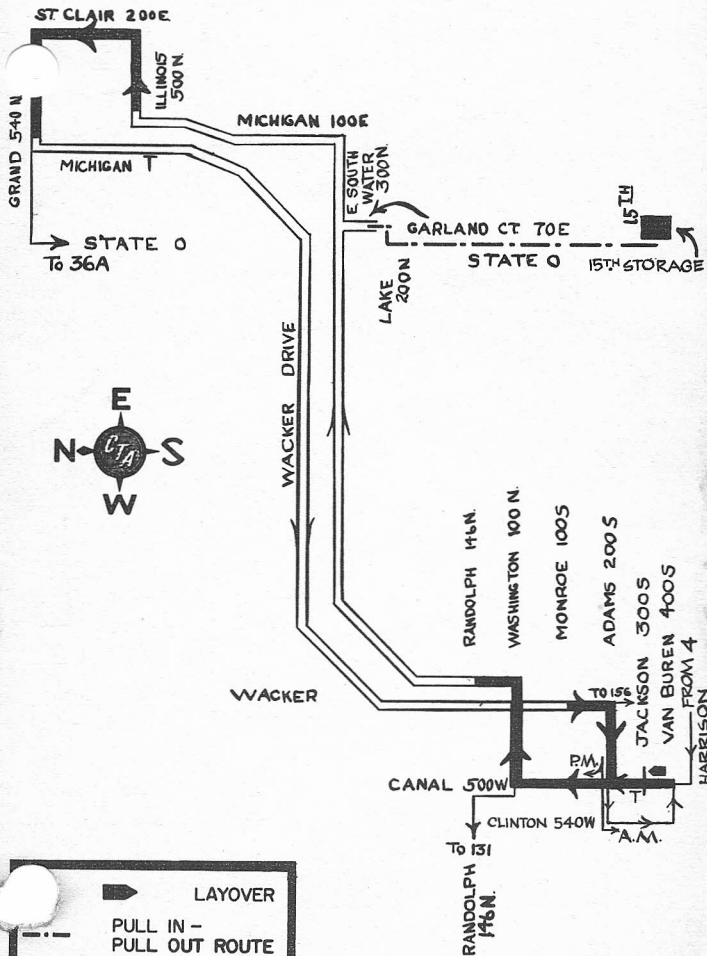 ST. CLAIR 200E
ILLINOIS
500N
MICHIGAN 100E
GRAND 540 N
MICHIGAN T
E SOUTH
WATER
300N.
GARLAND CT. 70E
15TH
STATE 0
To 36A
STATE 0
15TH STORAGE
LAKE
200N
WACKER DRIVE
E
N
CTA
S
W
RANDOLPH 146N.
WASHINGTON 100 N.
MONROE 100S
ADAMS 200S
JACKSON 300S
VAN BUREN 400S
FROM 4
HARRISON
WACKER
TO 156
P.M.
CANAL 500W
T
CLINTON 540W
A.M.
To 131
RANDOLPH
146N.
LAYOVER
PULL IN -
PULL OUT ROUTE